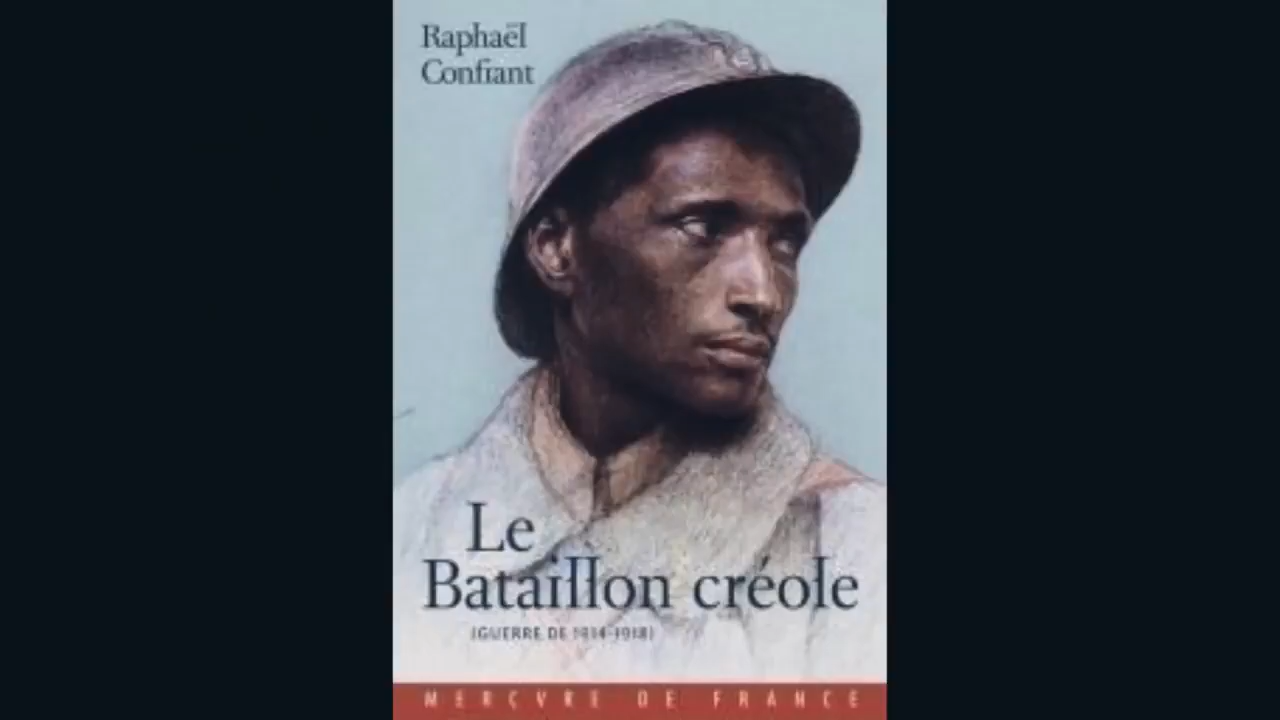 Raphaël
Confiant
Le
Bataillon créole
(GUERRE DE 1914-1918)
MERCVRE DE FRANCE